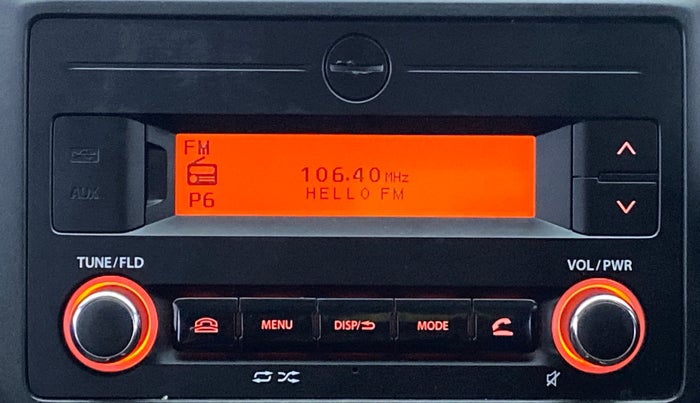 FM
106.40 MHz
HELLO FM
P6
AUX
TUNE/FLD
VOL/PWR
MENU
DISP/
MODE